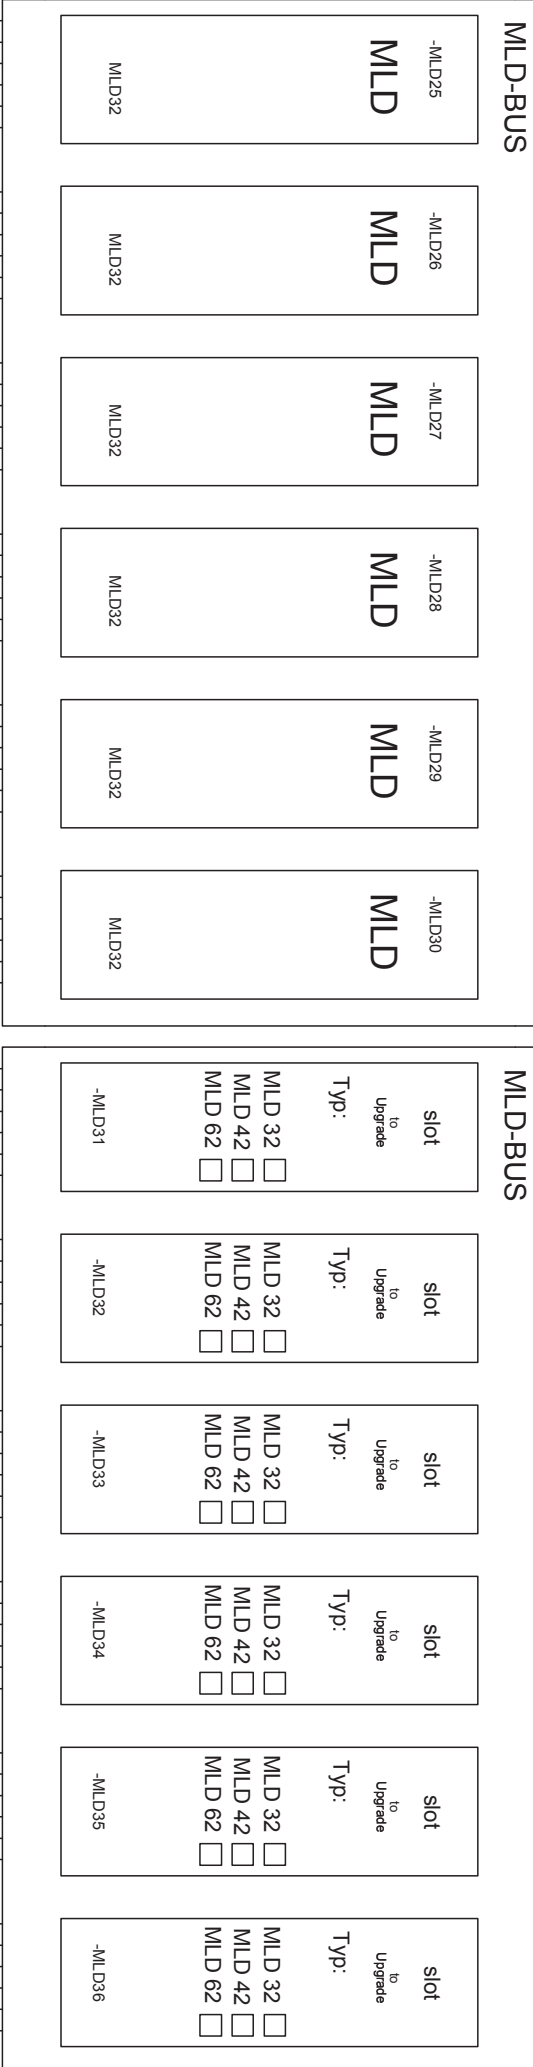 MLD-BUS
-MLD25
MLD
MLD32
-MLD26
MLD
MLD32
-MLD27
MLD
MLD32
-MLD28
MLD
MLD32
-MLD29
MLD
MLD32
-MLD30
MLD
MLD32
MLD-BUS
slot
to
Upgrade
Typ:
MLD 32
MLD 42
MLD 62
-MLD31
slot
to
Upgrade
Typ:
MLD 32
MLD 42
MLD 62
-MLD32
slot
to
Upgrade
Typ:
MLD 32
MLD 42
MLD 62
-MLD33
slot
to
Upgrade
Typ:
MLD 32
MLD 42
MLD 62
-MLD34
slot
to
Upgrade
Typ:
MLD 32
MLD 42
MLD 62
-MLD35
slot
to
Upgrade
Typ:
MLD 32
MLD 42
MLD 62
-MLD36